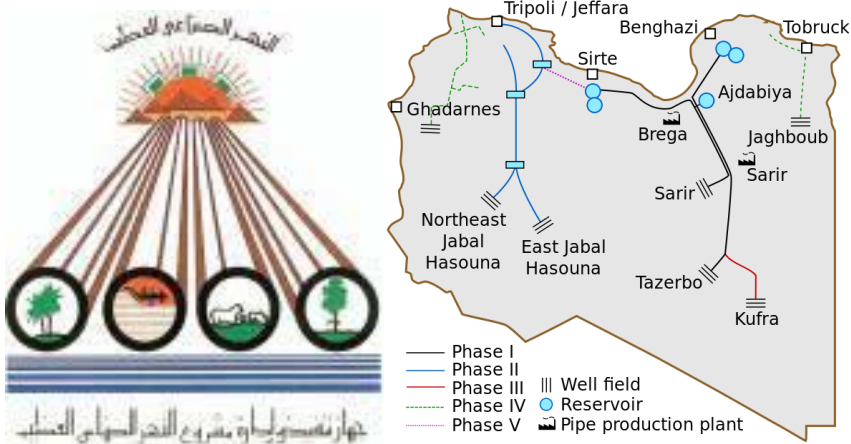 النهر الصناعي العظيم
جهاز تنفيذ وإدارة مشروع النهر الصناعي العظيم
Tripoli / Jeffara
Benghazi
Tobruck
Sirte
Ghadarnes
Ajdabiya
Brega
Jaghboub
Sarir
Sarir
Northeast
Jabal
Hasouna
East Jabal
Hasouna
Tazerbo
Kufra
Phase I
Phase II
Phase III
Phase IV
Phase V
Well field
Reservoir
Pipe production plant